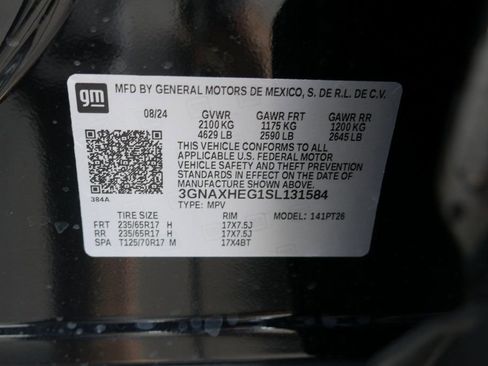 gm
MFD BY GENERAL MOTORS DE MEXICO, S. DE R.L. DE C.V.
08/24 GVWR GAWR FRT GAWR RR
2100 KG 1175 KG 1200 KG
4629 LB 2590 LB 2645 LB
THIS VEHICLE CONFORMS TO ALL
APPLICABLE U.S. FEDERAL MOTOR
VEHICLE SAFETY AND THEFT PREVENTION
STANDARDS IN EFFECT ON THE DATE OF
MANUFACTURE SHOWN ABOVE.
384A
3GNAXHEG1SL131584
TYPE: MPV MODEL: 141PT26
TIRE SIZE RIM
FRT 235/65R17 H 17X7.5J
RR 235/65R17 H 17X7.5J
SPA T125/70R17 M 17X4BT